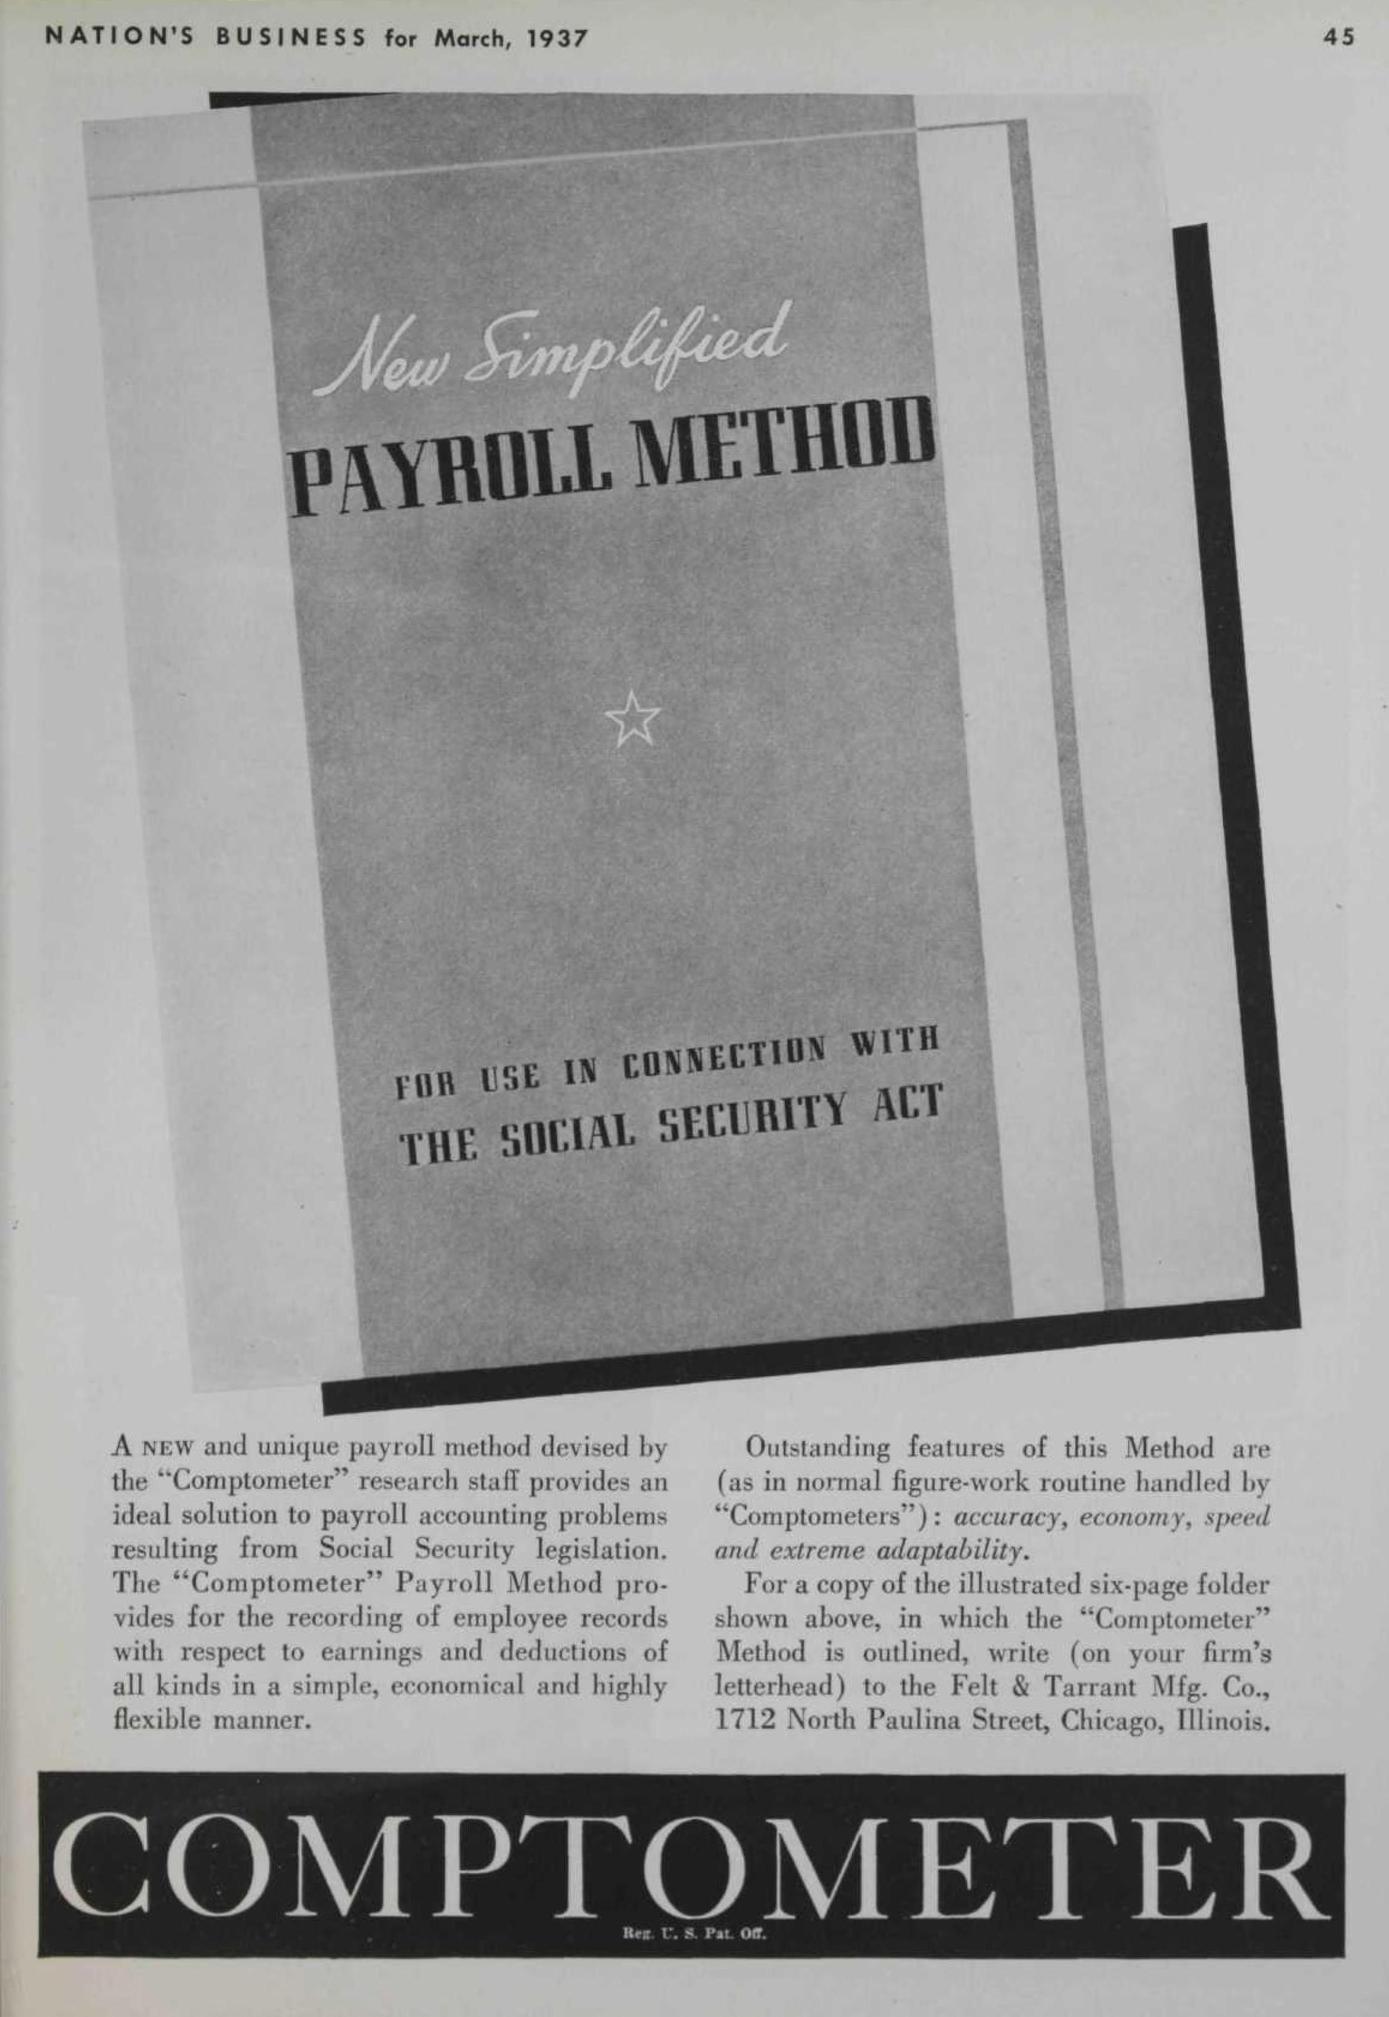 NATION'S BUSINESS for March, 1937
45
New Simplified
PAYROLL METHOD
FOR USE IN CONNECTION WITH
THE SOCIAL SECURITY ACT
A NEW and unique payroll method devised by
the “Comptometer” research staff provides an
ideal solution to payroll accounting problems
resulting from Social Security legislation.
The “Comptometer” Payroll Method pro-
vides for the recording of employee records
with respect to earnings and deductions of
all kinds in a simple, economical and highly
flexible manner.
Outstanding features of this Method are
(as in normal figure-work routine handled by
“Comptometers”): accuracy, economy, speed
and extreme adaptability.
For a copy of the illustrated six-page folder
shown above, in which the “Comptometer”
Method is outlined, write (on your firm's
letterhead) to the Felt & Tarrant Mfg. Co.,
1712 North Paulina Street, Chicago, Illinois.
COMPTOMETER
Reg. U. S. Pat. Off.